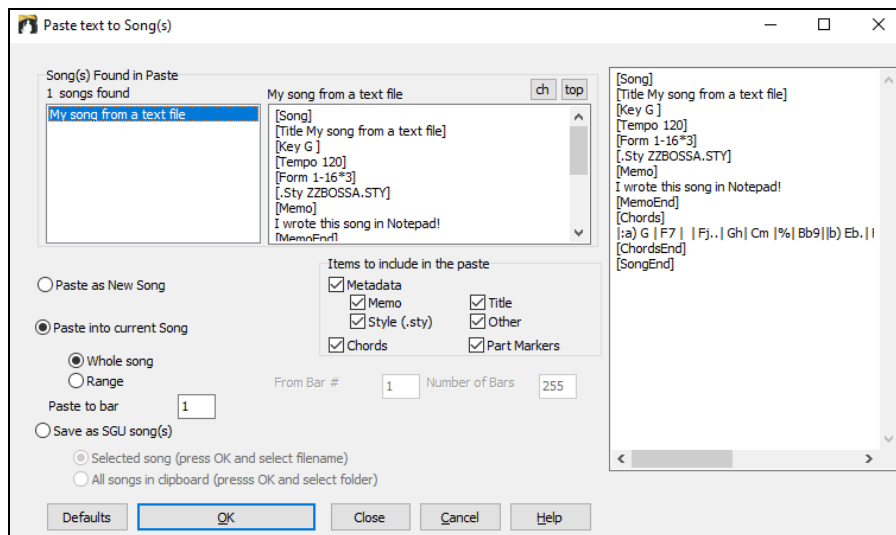 Paste text to Song(s)
Song(s) Found in Paste
1 songs found
My song from a text file
ch
top
My song from a text file
[Song]
[Title My song from a text file]
[Key G ]
[Tempo 120]
[Form 1-16*3]
[.Sty ZZBOSSA.STY]
[Memo]
I wrote this song in Notepad!
[MemoEnd]
Paste as New Song
Paste into current Song
Whole song
Range
Paste to bar
1
Items to include in the paste
Metadata
Memo
Title
Style (.sty)
Other
Chords
Part Markers
From Bar #
1
Number of Bars
255
Save as SGU song(s)
Selected song (press OK and select filename)
All songs in clipboard (presss OK and select folder)
Defaults
OK
Close
Cancel
Help
[Song]
[Title My song from a text file]
[Key G ]
[Tempo 120]
[Form 1-16*3]
[.Sty ZZBOSSA.STY]
[Memo]
I wrote this song in Notepad!
[MemoEnd]
[Chords]
|:a) G | F7 | | Fj..| Gh| Cm |%| Bb9||b) Eb.|
[ChordsEnd]
[SongEnd]